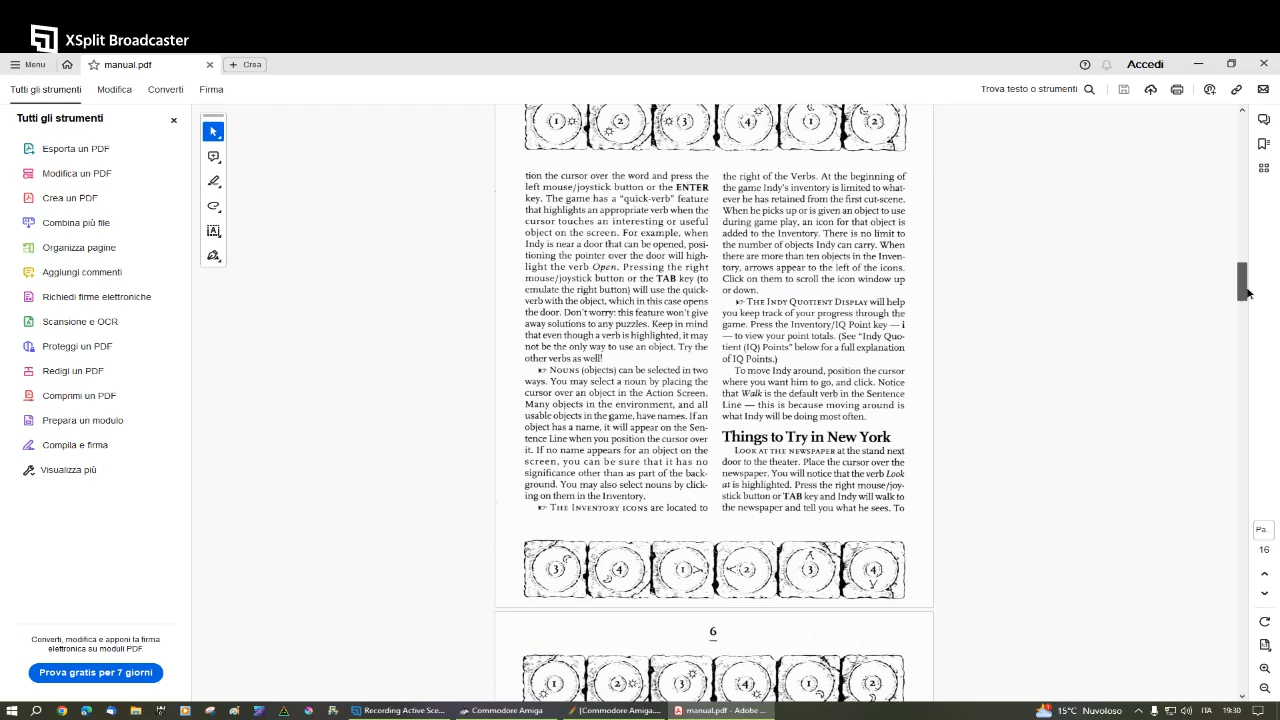 XSplit Broadcaster
Menu
manual.pdf
Crea
Accedi
Tutti gli strumenti
Modifica
Converti
Firma
Trova testo o strumenti
Tutti gli strumenti
Esporta un PDF
Modifica un PDF
Crea un PDF
Combina più file
Organizza pagine
Aggiungi commenti
Richiedi firme elettroniche
Scansione e OCR
Proteggi un PDF
Redigi un PDF
Comprimi un PDF
Prepara un modulo
Compila e firma
Visualizza più
Converti, modifica e apponi la firma
elettronica su moduli PDF
Prova gratis per 7 giorni
1 2 3 4 1 2
tion the cursor over the word and press the
left mouse/joystick button or the ENTER
key. The game has a “quick-verb” feature
that highlights an appropriate verb when the
cursor touches an interesting or useful
object on the screen. For example, when
Indy is near a door that can be opened, posi-
tioning the pointer over the door will high-
light the verb Open. Pressing the right
mouse/joystick button or the TAB key (to
emulate the right button) will use the quick-
verb with the object, which in this case opens
the door. Don't worry: this feature won't give
away solutions to any puzzles. Keep in mind
that even though a verb is highlighted, it may
not be the only way to use an object. Try the
other verbs as well!
☞ NOUNS (objects) can be selected in two
ways. You may select a noun by placing the
cursor over an object in the Action Screen.
Many objects in the environment, and all
usable objects in the game, have names. If an
object has a name, it will appear on the Sen-
tence Line when you position the cursor over
it. If no name appears for an object on the
screen, you can be sure that it has no
significance other than as part of the back-
ground. You may also select nouns by click-
ing on them in the Inventory.
☞ THE INVENTORY ICONS are located to
the right of the Verbs. At the beginning of
the game Indy's inventory is limited to what-
ever he has retained from the first cut-scene.
When he picks up or is given an object to use
during game play, an icon for that object is
added to the Inventory. There is no limit to
the number of objects Indy can carry. When
there are more than ten objects in the Inven-
tory, arrows appear to the left of the icons.
Click on them to scroll the icon window up
or down.
☞ THE INDY QUOTIENT DISPLAY will help
you keep track of your progress through the
game. Press the Inventory/IQ Point key — i
— to view your point totals. (See “Indy Quo-
tient (IQ) Points” below for a full explanation
of IQ Points.)
To move Indy around, position the cursor
where you want him to go, and click. Notice
that Walk is the default verb in the Sentence
Line — this is because moving around is
what Indy will be doing most often.
Things to Try in New York
LOOK AT THE NEWSPAPER at the stand next
door to the theater. Place the cursor over the
newspaper. You will notice that the verb Look
at is highlighted. Press the right mouse/joy-
stick button or TAB key and Indy will walk to
the newspaper and tell you what he sees. To
3 4 1 2 3 4
6
1 2 3 4 1 2
Pa...
16
Recording Active Sce...
Commodore Amiga
[Commodore Amiga....
manual.pdf - Adobe ...
15°C Nuvoloso
ITA
19:30